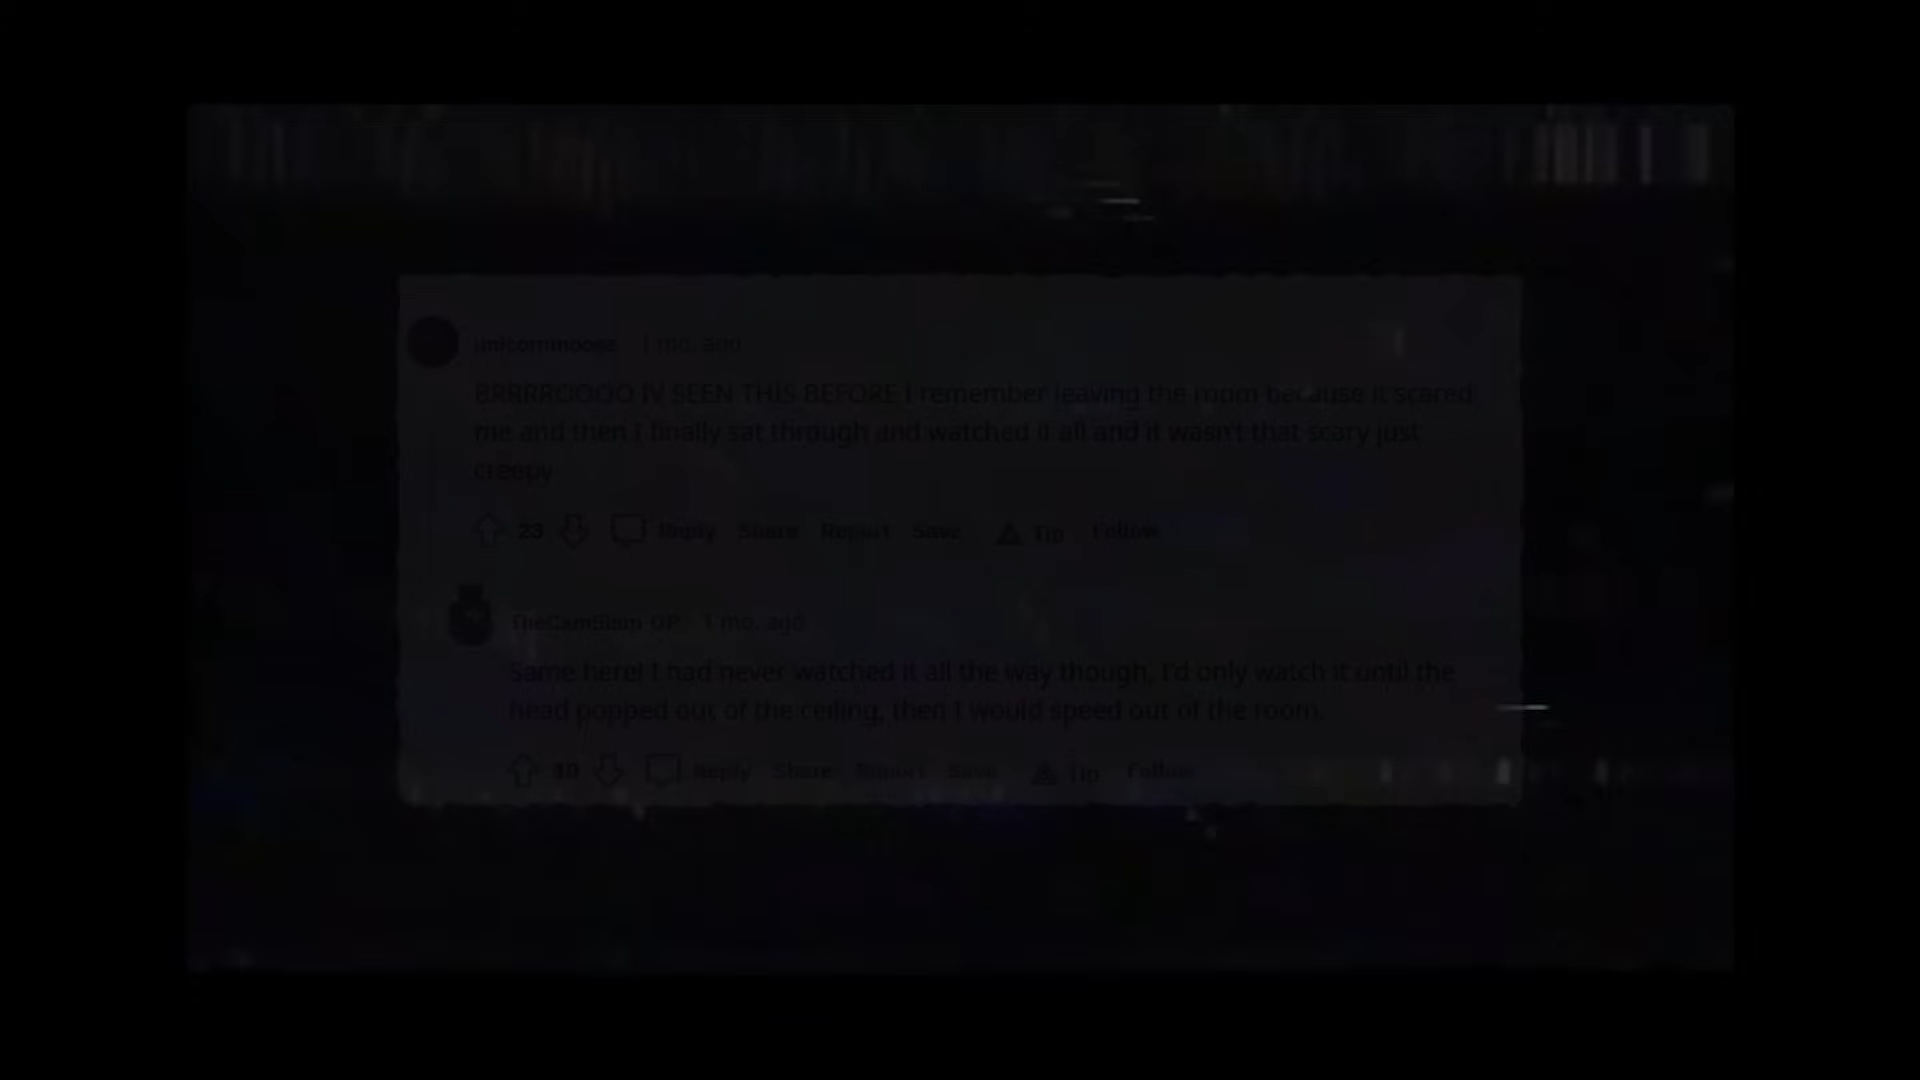 1 mo. ago
BRRRROOOO IV SEEN THIS BEFORE I remember leaving the room because it scared
me and then I finally sat through and watched it all and it wasn't that scary just
creepy
23 Reply Share Report Save Tip Follow
TheCamSlam OP · 1 mo. ago
Same here! I had never watched it all the way though, I'd only watch it until the
head popped out of the ceiling, then I would speed out of the room.
10 Reply Share Report Save Tip Follow